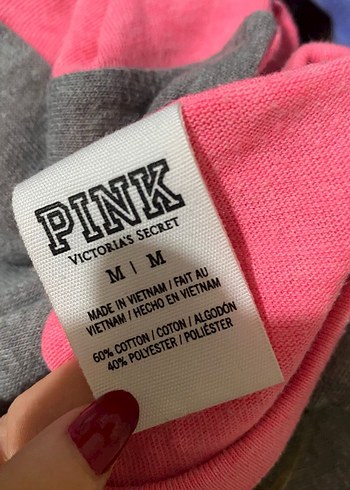 PINK
VICTORIA'S SECRET
M | M
MADE IN VIETNAM / FAIT AU
VIETNAM / HECHO EN VIETNAM
60% COTTON / COTON / ALGODÓN
40% POLYESTER / POLIÉSTER